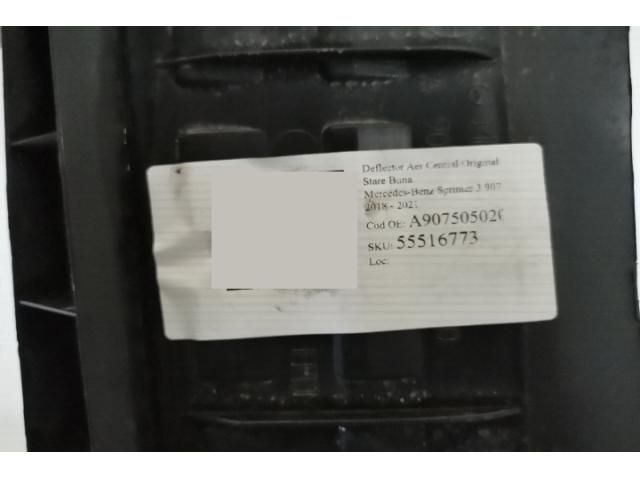 Deflector Aer Central Original
Stare Buna
Mercedes-Benz Sprinter 3 907
2018 - 2021
Cod OE: A907505020
SKU: 55516773
Loc: